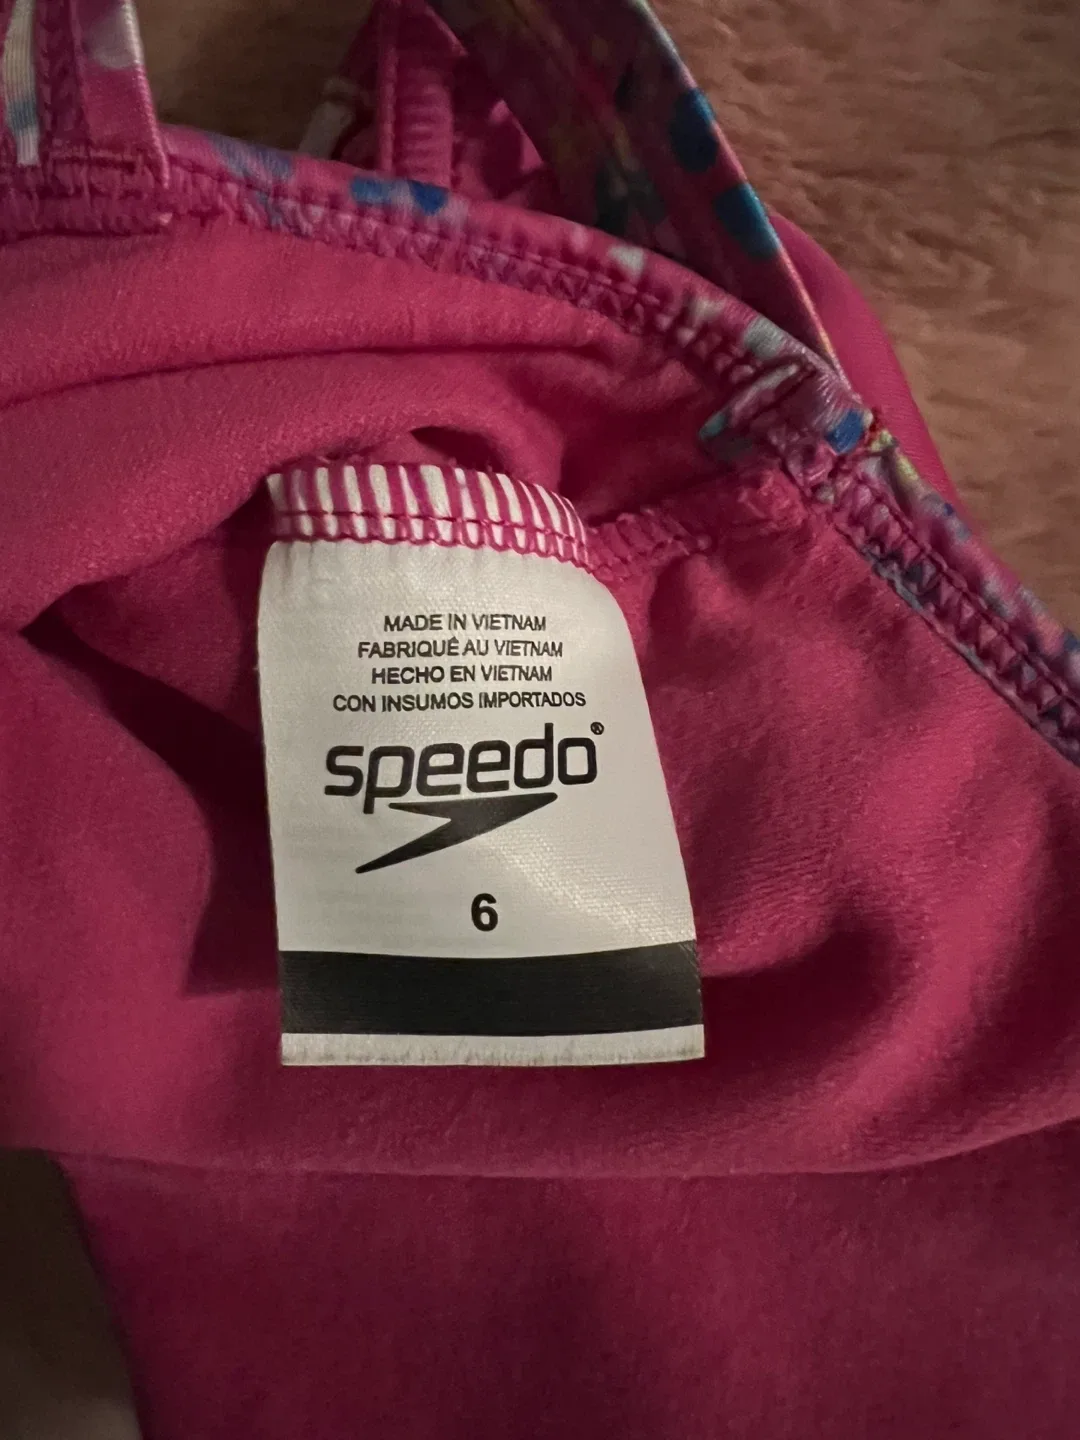 MADE IN VIETNAM
FABRIQUÉ AU VIETNAM
HECHO EN VIETNAM
CON INSUMOS IMPORTADOS
speedo®
6